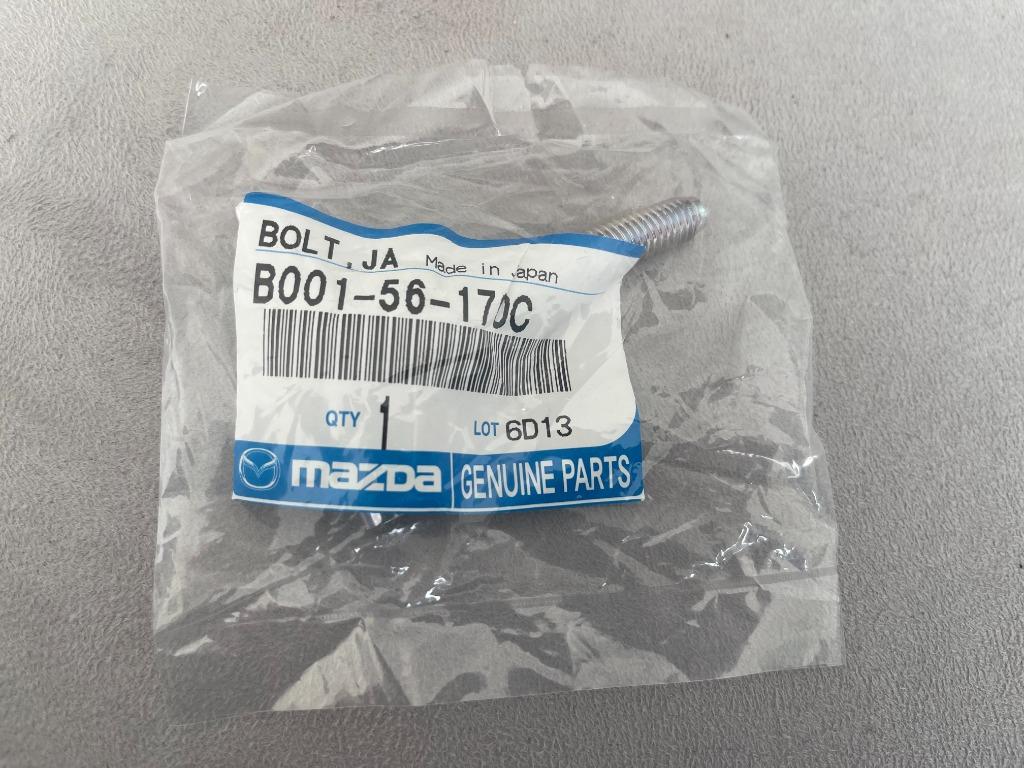 BOLT,JA Made in Japan
B001-56-170C
QTY 1 LOT 6D13
mazda GENUINE PARTS